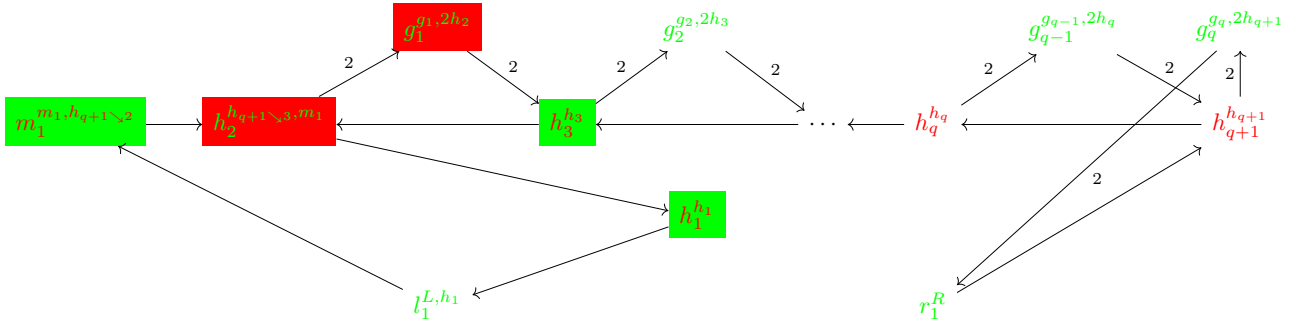 g_1^{g_1,2h_2} g_2^{g_2,2h_3} g_{q-1}^{g_{q-1},2h_q} g_q^{g_q,2h_{q+1}}
2 2 2 2 2 2 2
m_1^{m_1,h_{q+1↘2}} h_2^{h_{q+1↘3},m_1} h_3^{h_3} ⋯ h_q^{h_q} h_{q+1}^{h_{q+1}}
2
h_1^{h_1}
l_1^{L,h_1} r_1^R